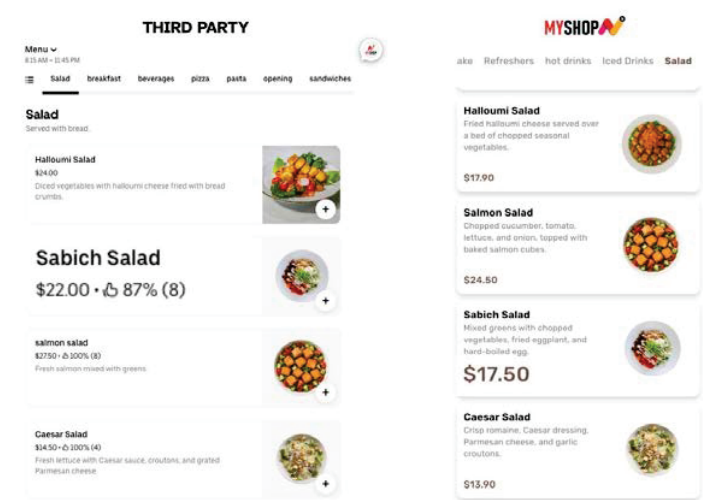 THIRD PARTY
Menu
8:15 AM – 11:45 PM
Salad breakfast beverages pizza pasta opening sandwiches
Salad
Served with bread.
Halloumi Salad
$24.00
Diced vegetables with halloumi cheese fried with bread
crumbs.
Sabich Salad
$22.00 • 87% (8)
salmon salad
$27.50 • 100% (8)
Fresh salmon mixed with greens
Caesar Salad
$14.50 • 100% (4)
Fresh lettuce with Caesar sauce, croutons, and grated
Parmesan cheese
MYSHOP
ake Refreshers hot drinks Iced Drinks Salad
Halloumi Salad
Fried halloumi cheese served over
a bed of chopped seasonal
vegetables.
$17.90
Salmon Salad
Chopped cucumber, tomato,
lettuce, and onion, topped with
baked salmon cubes.
$24.50
Sabich Salad
Mixed greens with chopped
vegetables, fried eggplant, and
hard-boiled egg.
$17.50
Caesar Salad
Crisp romaine, Caesar dressing,
Parmesan cheese, and garlic
croutons.
$13.90